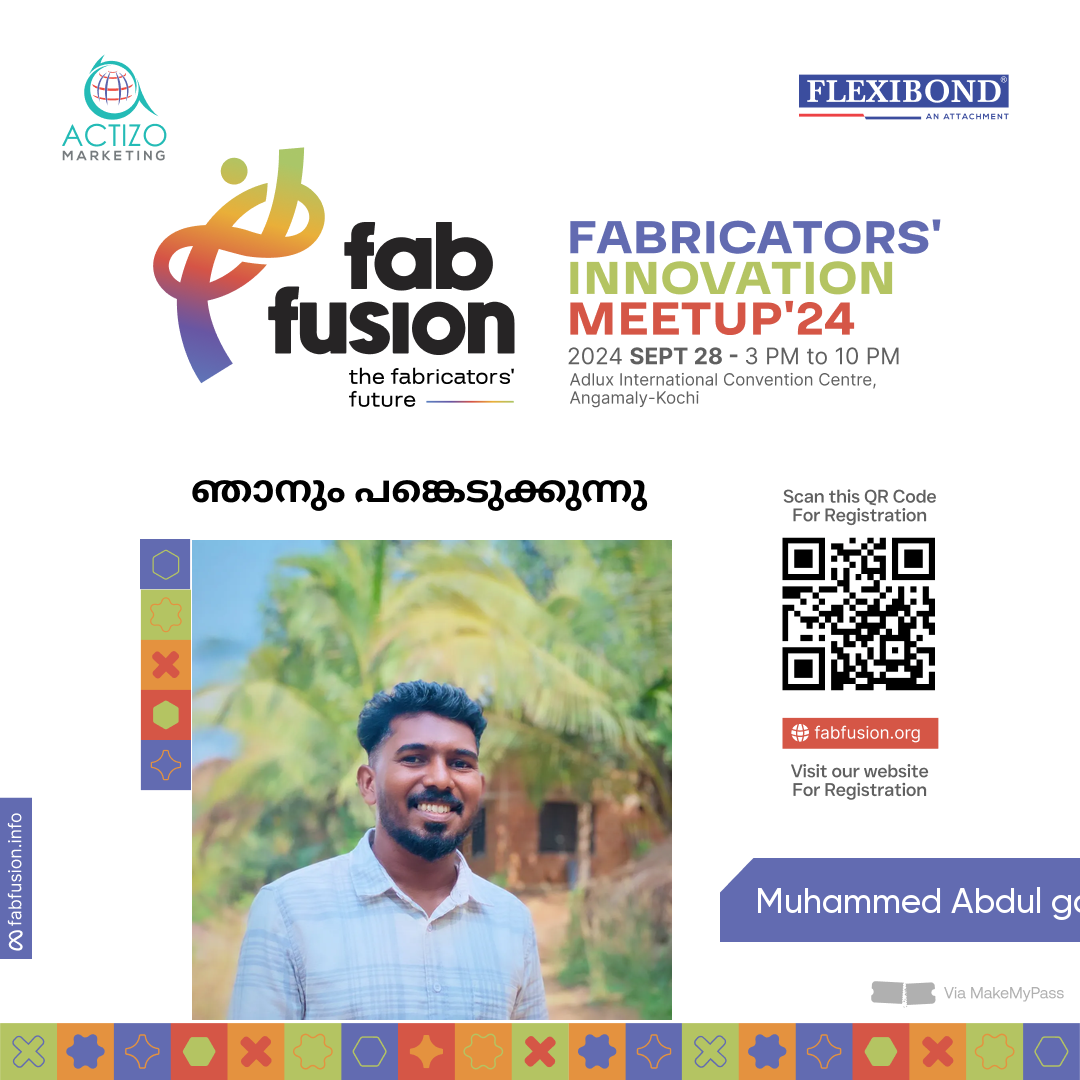 ACTIZO
MARKETING
FLEXIBOND®
AN ATTACHMENT
fab
fusion
the fabricators'
future
FABRICATORS'
INNOVATION
MEETUP'24
2024 SEPT 28 - 3 PM to 10 PM
Adlux International Convention Centre,
Angamaly-Kochi
ഞാനും പങ്കെടുക്കുന്നു
Scan this QR Code
For Registration
fabfusion.org
Visit our website
For Registration
fabfusion.info
Muhammed Abdul
Via MakeMyPass